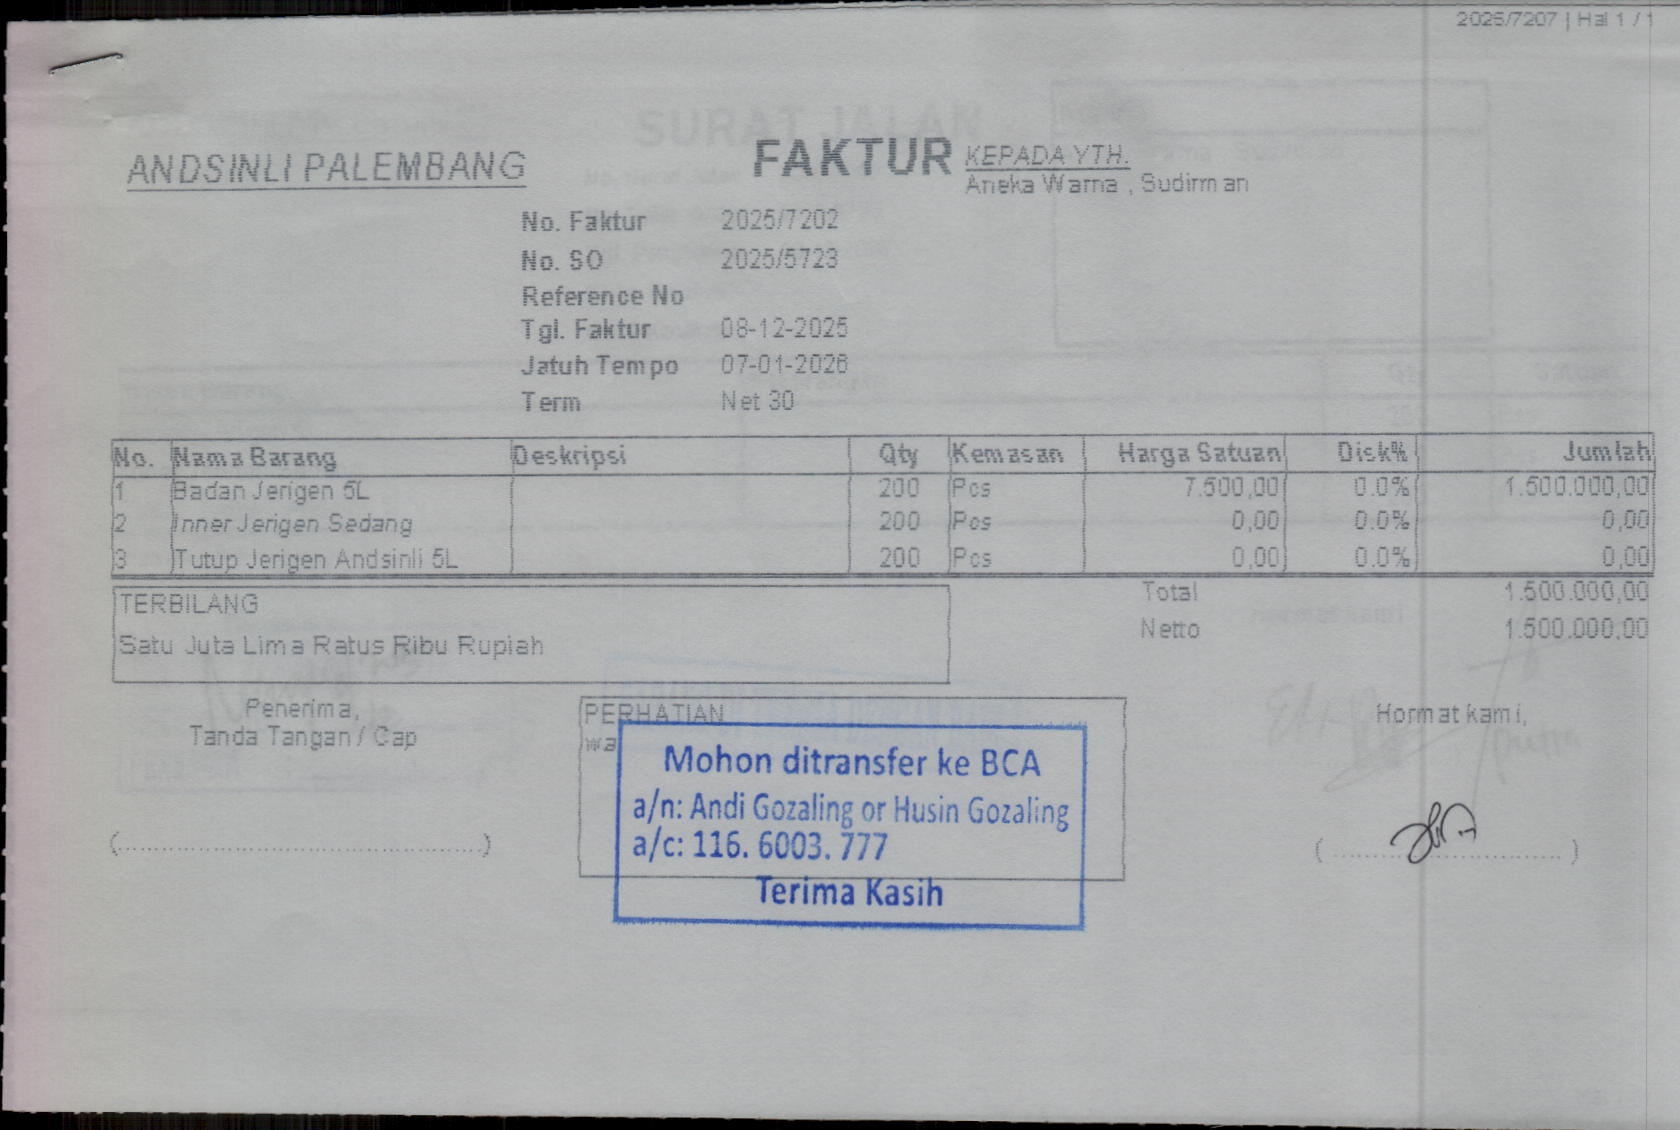 2025/7207 | Hal 1 / 1
SURAT JALAN
ANDSINLI PALEMBANG
FAKTUR
KEPADA YTH.
Aneka Warna , Sudirman
No. Faktur 2025/7202
No. SO 2025/5723
Reference No
Tgl. Faktur 08-12-2025
Jatuh Tempo 07-01-2026
Term Net 30
No. Nama Barang Deskripsi Qty Kemasan Harga Satuan Disk% Jumlah
1 Badan Jerigen 5L 200 Pcs 7.500,00 0.0% 1.500.000,00
2 Inner Jerigen Sedang 200 Pcs 0,00 0.0% 0,00
3 Tutup Jerigen Andsinli 5L 200 Pcs 0,00 0.0% 0,00
Total 1.500.000,00
Netto 1.500.000,00
TERBILANG
Satu Juta Lima Ratus Ribu Rupiah
Penerima,
Tanda Tangan / Cap
PERHATIAN
Mohon ditransfer ke BCA
a/n: Andi Gozaling or Husin Gozaling
a/c: 116. 6003. 777
Terima Kasih
Hormat kami,